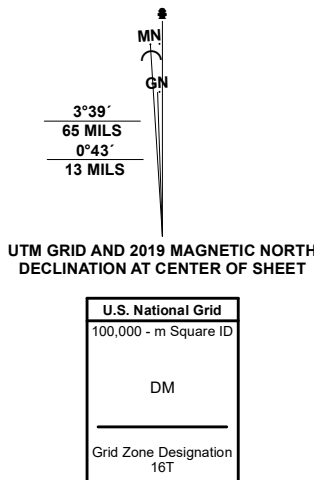 MN
GN
3°39´
65 MILS
0°43´
13 MILS
UTM GRID AND 2019 MAGNETIC NORTH
DECLINATION AT CENTER OF SHEET
U.S. National Grid
100,000 - m Square ID
DM
Grid Zone Designation
16T